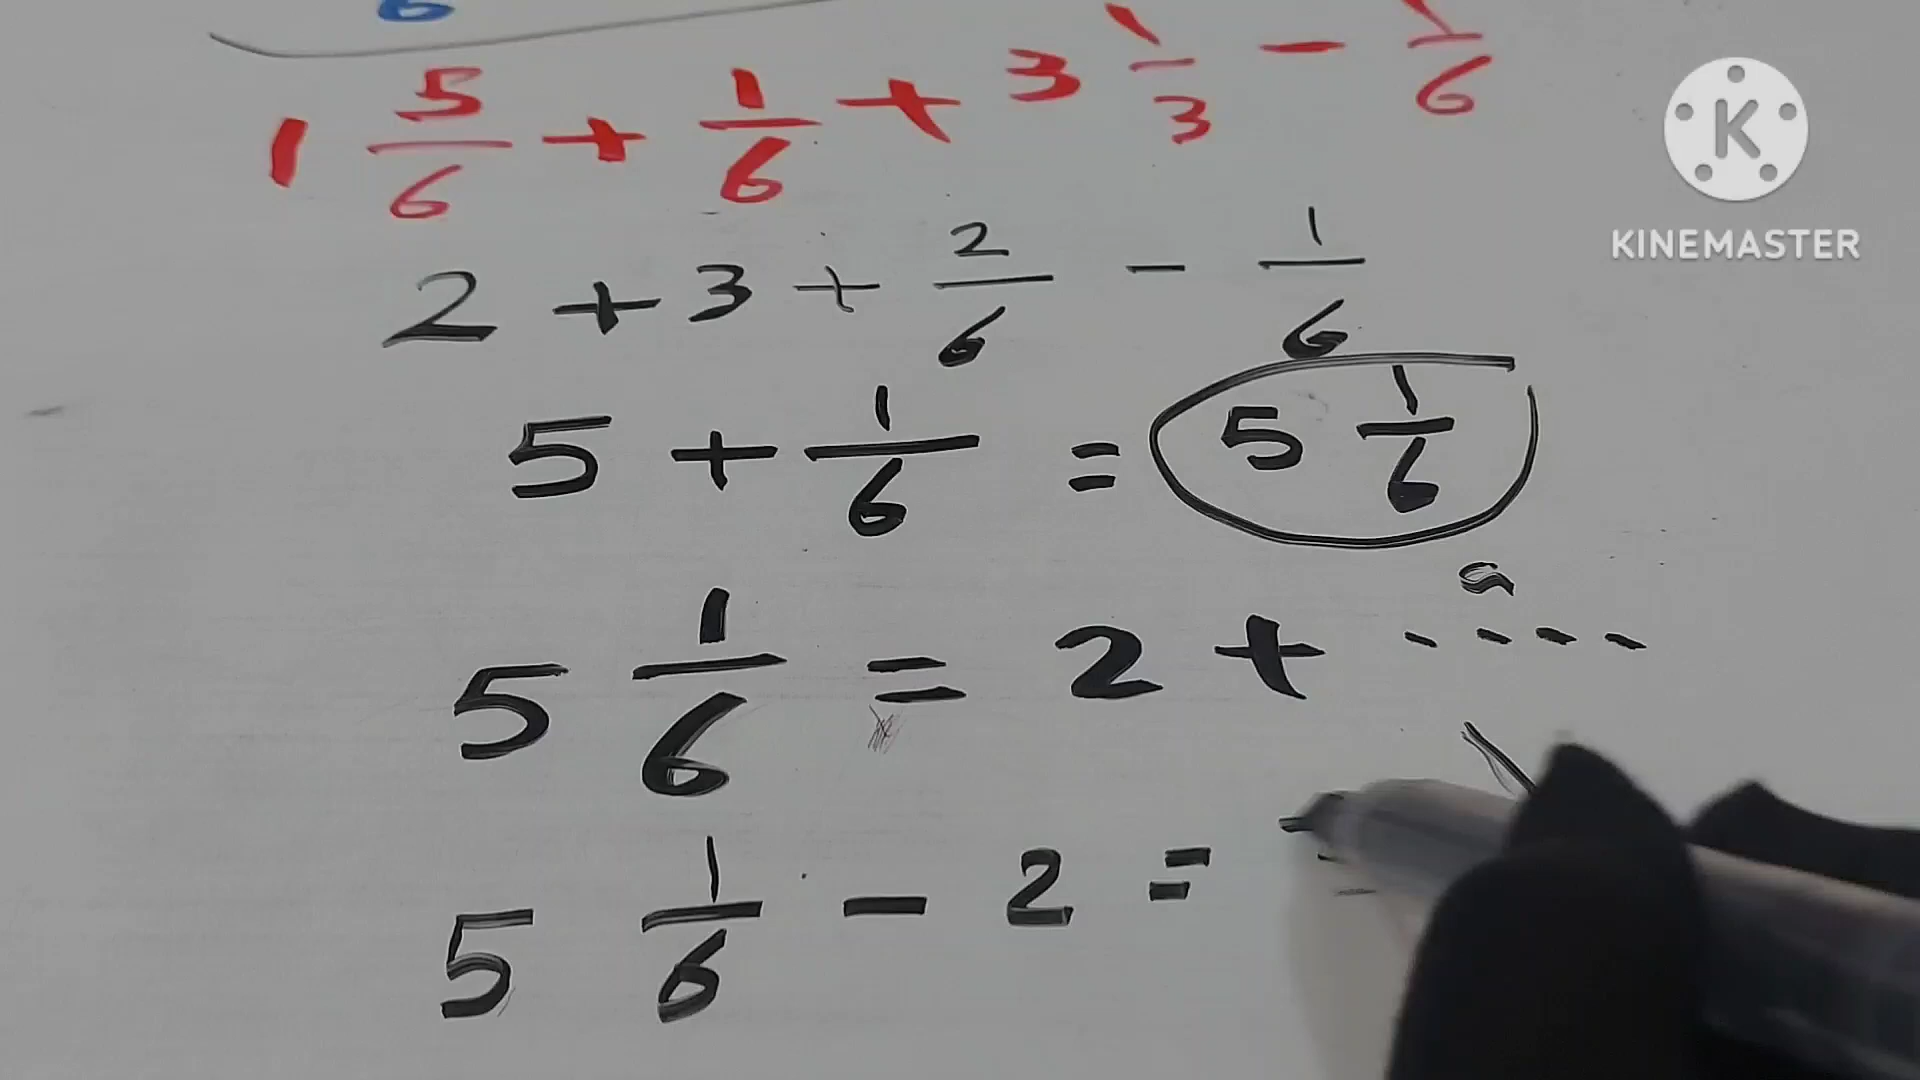 6
1 5/6 + 1/6 + 3 1/3 - 1/6
K
KINEMASTER
2 + 3 + 2/6 - 1/6
5 + 1/6 = 5 1/6
a
5 1/6 = 2 + ----
5 1/6 - 2 =